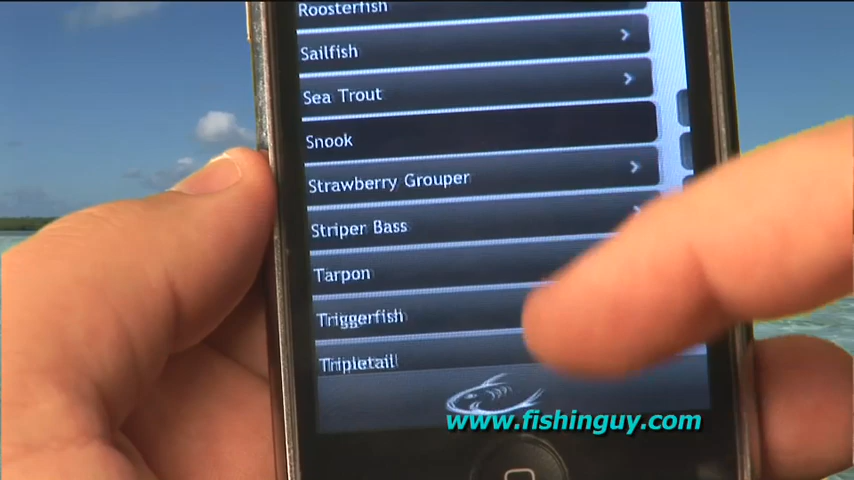 Roosterfish
Sailfish
Sea Trout
Snook
Strawberry Grouper
Striper Bass
Tarpon
Triggerfish
Tripletail
www.fishinguy.com